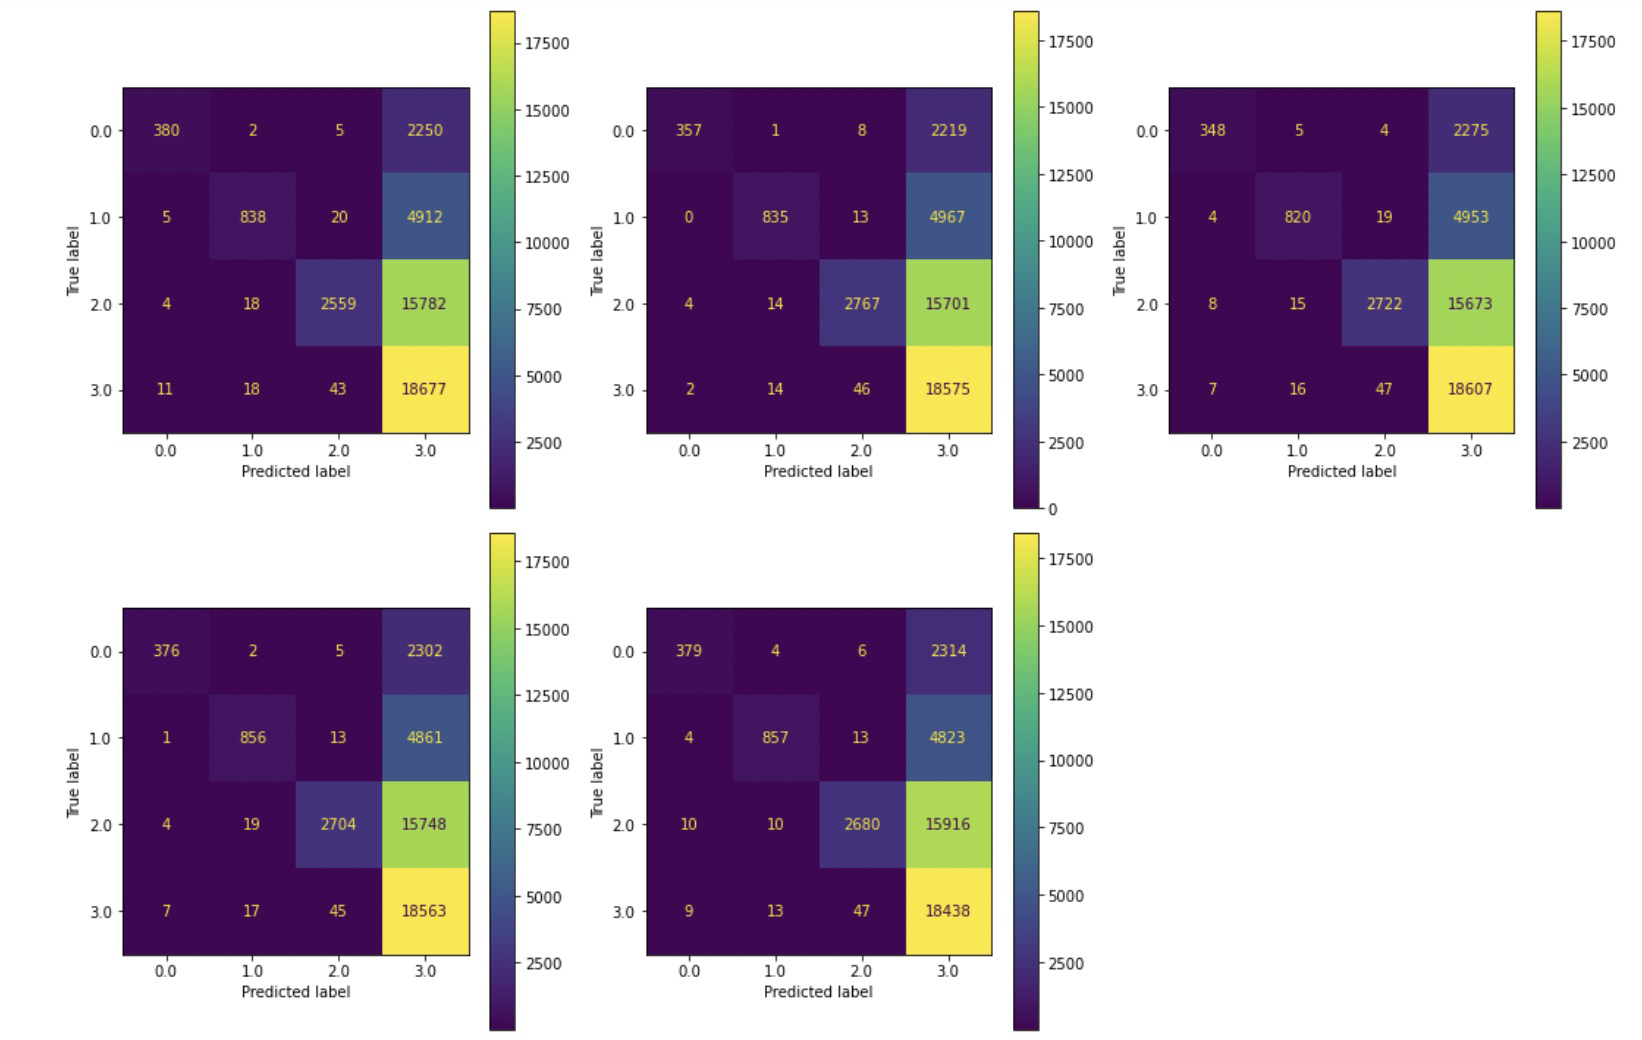 17500
15000
12500
10000
7500
5000
2500
0.0 380 2 5 2250
1.0 5 838 20 4912
2.0 4 18 2559 15782
3.0 11 18 43 18677
0.0 1.0 2.0 3.0
Predicted label
True label
17500
15000
12500
10000
7500
5000
2500
0
0.0 357 1 8 2219
1.0 0 835 13 4967
2.0 4 14 2767 15701
3.0 2 14 46 18575
0.0 1.0 2.0 3.0
Predicted label
True label
17500
15000
12500
10000
7500
5000
2500
0.0 348 5 4 2275
1.0 4 820 19 4953
2.0 8 15 2722 15673
3.0 7 16 47 18607
0.0 1.0 2.0 3.0
Predicted label
True label
17500
15000
12500
10000
7500
5000
2500
0.0 376 2 5 2302
1.0 1 856 13 4861
2.0 4 19 2704 15748
3.0 7 17 45 18563
0.0 1.0 2.0 3.0
Predicted label
True label
17500
15000
12500
10000
7500
5000
2500
0.0 379 4 6 2314
1.0 4 857 13 4823
2.0 10 10 2680 15916
3.0 9 13 47 18438
0.0 1.0 2.0 3.0
Predicted label
True label